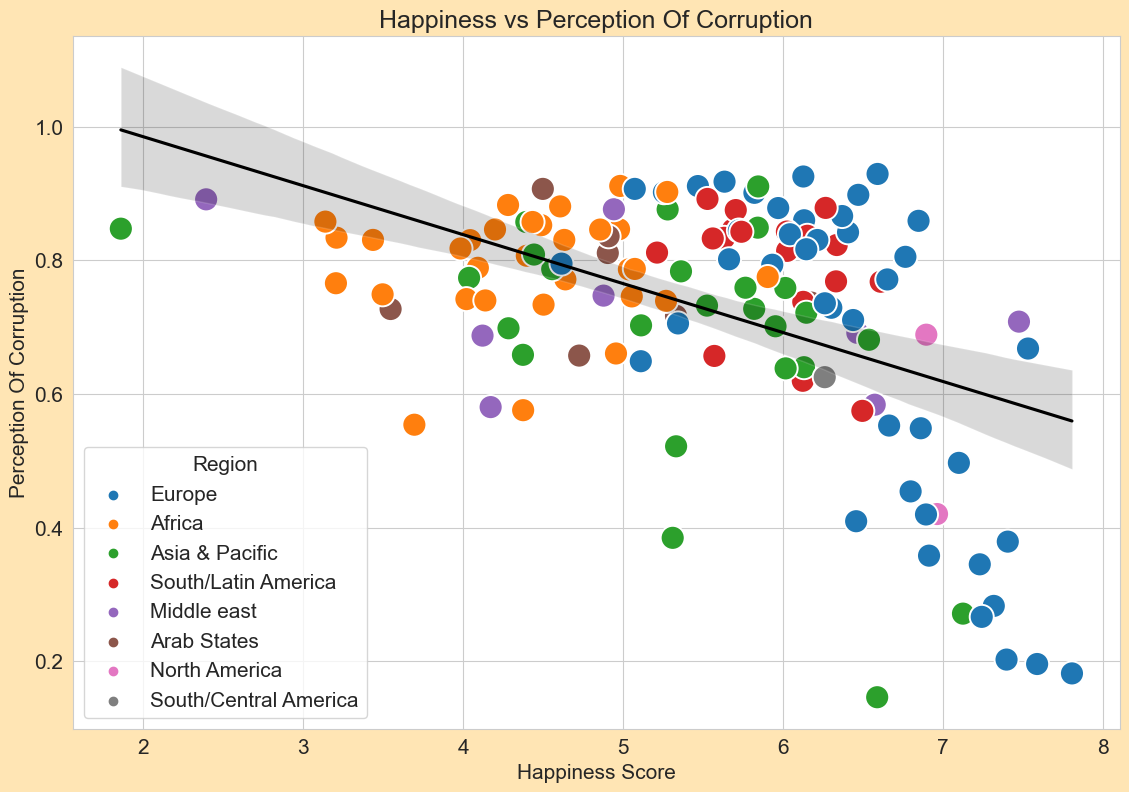 Happiness vs Perception Of Corruption
Perception Of Corruption
1.0
0.8
0.6
0.4
0.2
Region
Europe
Africa
Asia & Pacific
South/Latin America
Middle east
Arab States
North America
South/Central America
2 3 4 5 6 7 8
Happiness Score